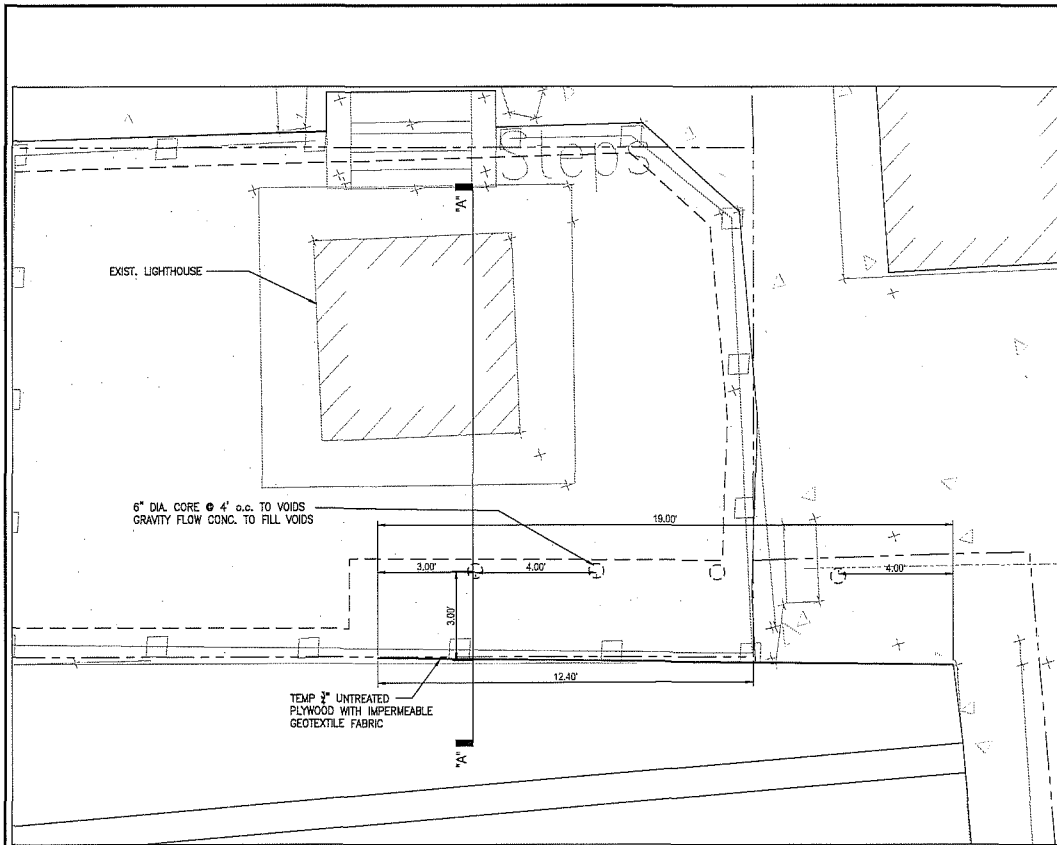 Steps
"A"
EXIST. LIGHTHOUSE
6" DIA. CORE @ 4' o.c. TO VOIDS
GRAVITY FLOW CONC. TO FILL VOIDS
19.00'
3.00'
4.00'
4.00'
3.00'
12.40'
TEMP ¾" UNTREATED
PLYWOOD WITH IMPERMEABLE
GEOTEXTILE FABRIC
"A"